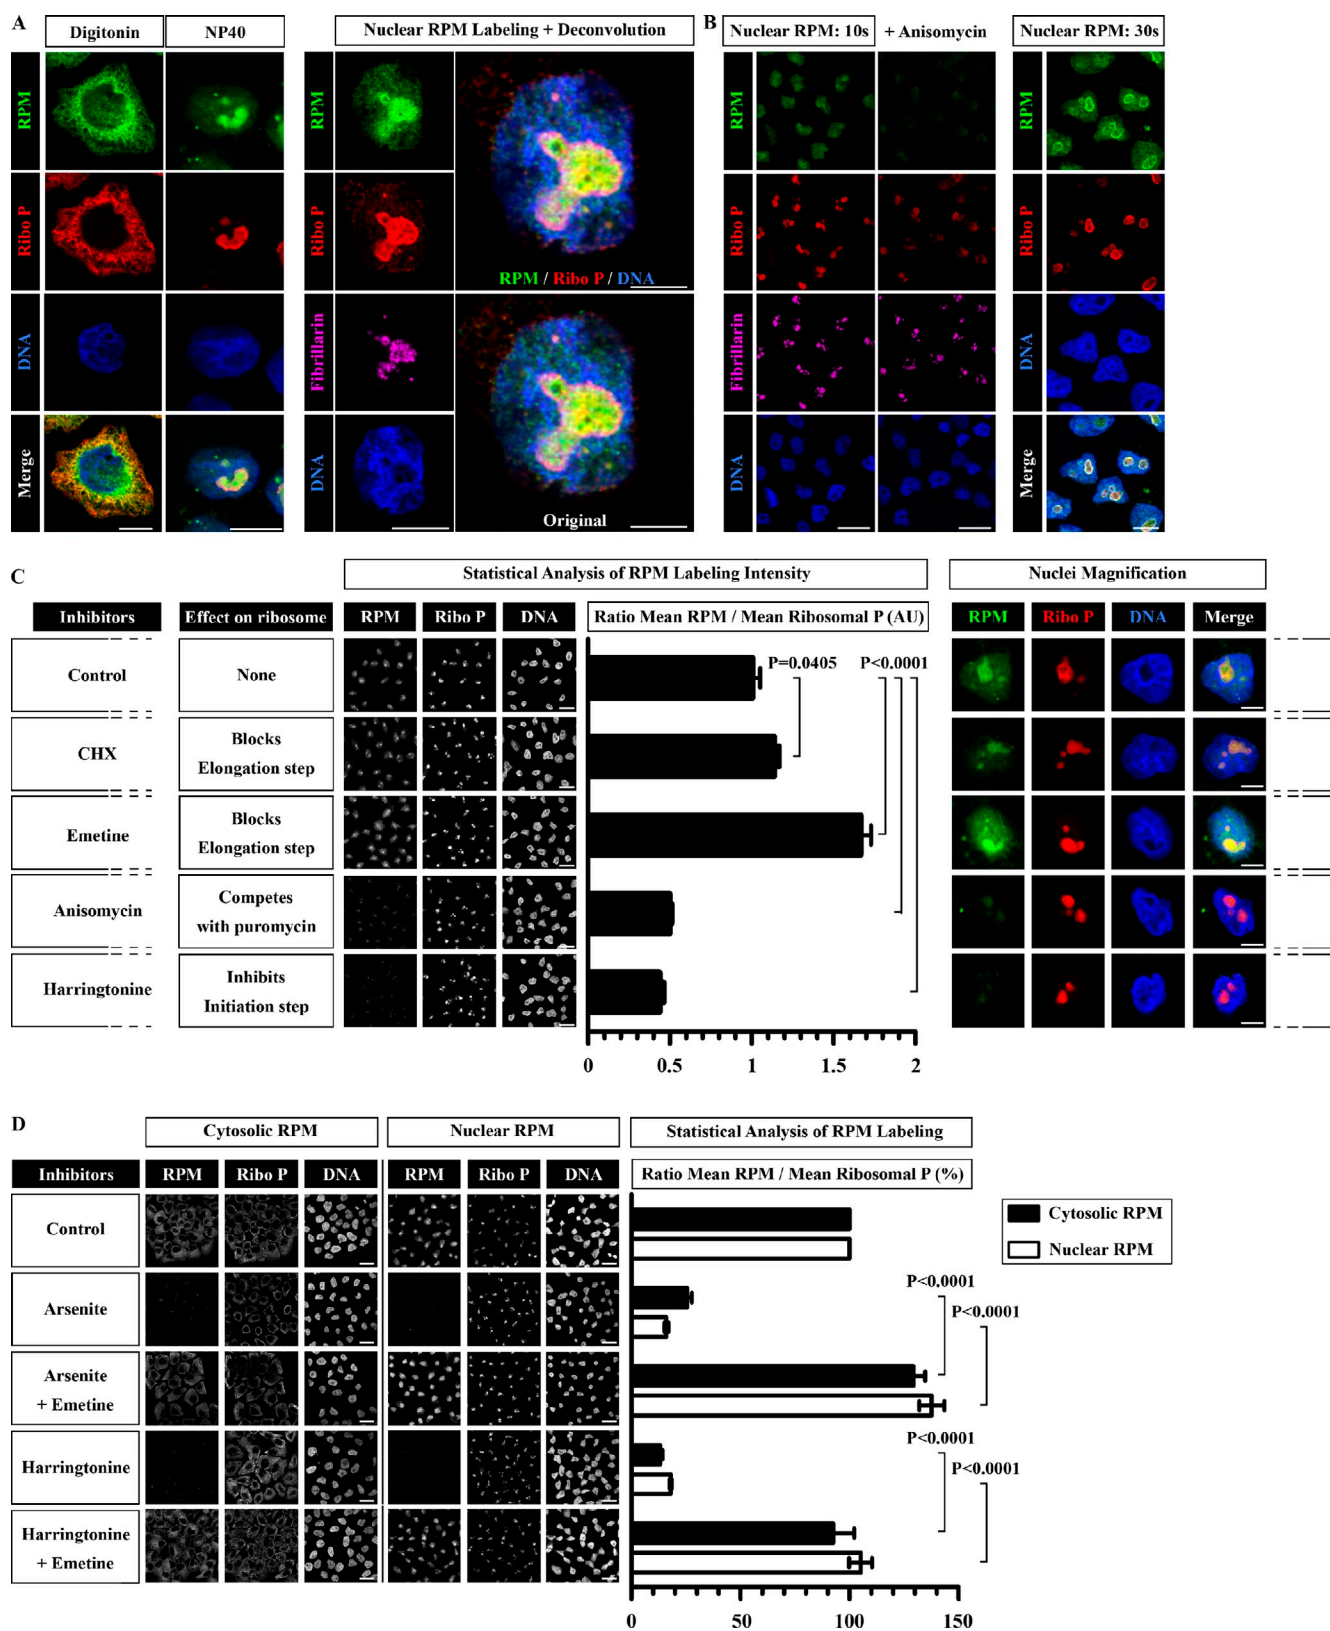 A
Digitonin
NP40
Nuclear RPM Labeling + Deconvolution
RPM
Ribo P
DNA
Merge
RPM
Ribo P
Fibrillarin
DNA
RPM / Ribo P / DNA
Original
B
Nuclear RPM: 10s
+ Anisomycin
Nuclear RPM: 30s
RPM
Ribo P
Fibrillarin
DNA
RPM
Ribo P
DNA
Merge
C
Statistical Analysis of RPM Labeling Intensity
Nuclei Magnification
Inhibitors
Effect on ribosome
RPM
Ribo P
DNA
Ratio Mean RPM / Mean Ribosomal P (AU)
RPM
Ribo P
DNA
Merge
Control
None
P=0.0405
P<0.0001
CHX
Blocks
Elongation step
Emetine
Blocks
Elongation step
Anisomycin
Competes
with puromycin
Harringtonine
Inhibits
Initiation step
0
0.5
1
1.5
2
D
Cytosolic RPM
Nuclear RPM
Statistical Analysis of RPM Labeling
Inhibitors
RPM
Ribo P
DNA
RPM
Ribo P
DNA
Ratio Mean RPM / Mean Ribosomal P (%)
Control
Cytosolic RPM
Nuclear RPM
Arsenite
P<0.0001
P<0.0001
Arsenite
+ Emetine
Harringtonine
P<0.0001
P<0.0001
Harringtonine
+ Emetine
0
50
100
150